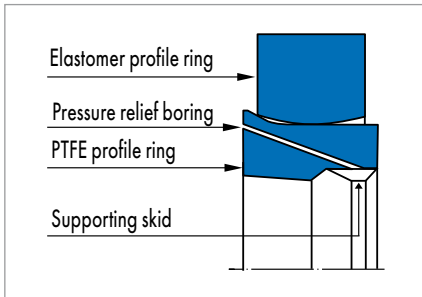 Elastomer profile ring
Pressure relief boring
PTFE profile ring
Supporting skid